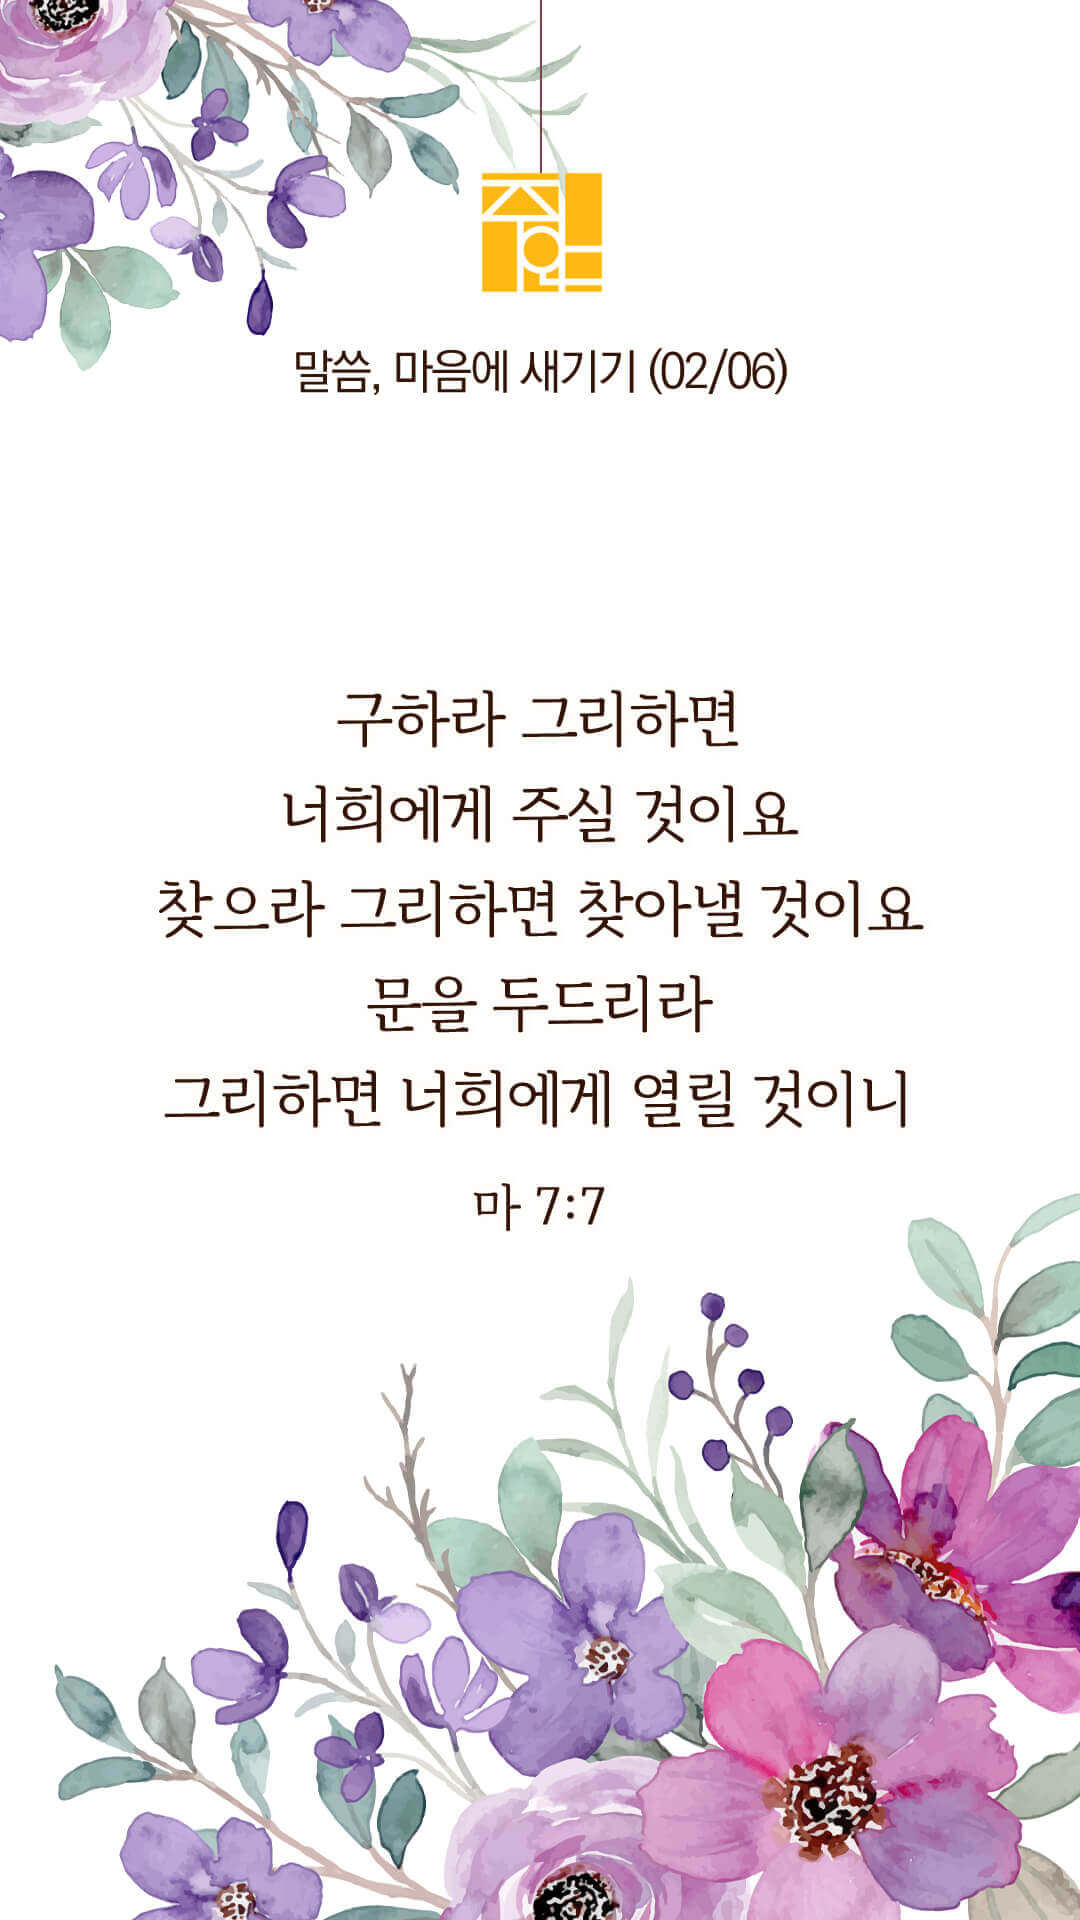 주인
말씀, 마음에 새기기 (02/06)
구하라 그리하면
너희에게 주실 것이요
찾으라 그리하면 찾아낼 것이요
문을 두드리라
그리하면 너희에게 열릴 것이니
마 7:7